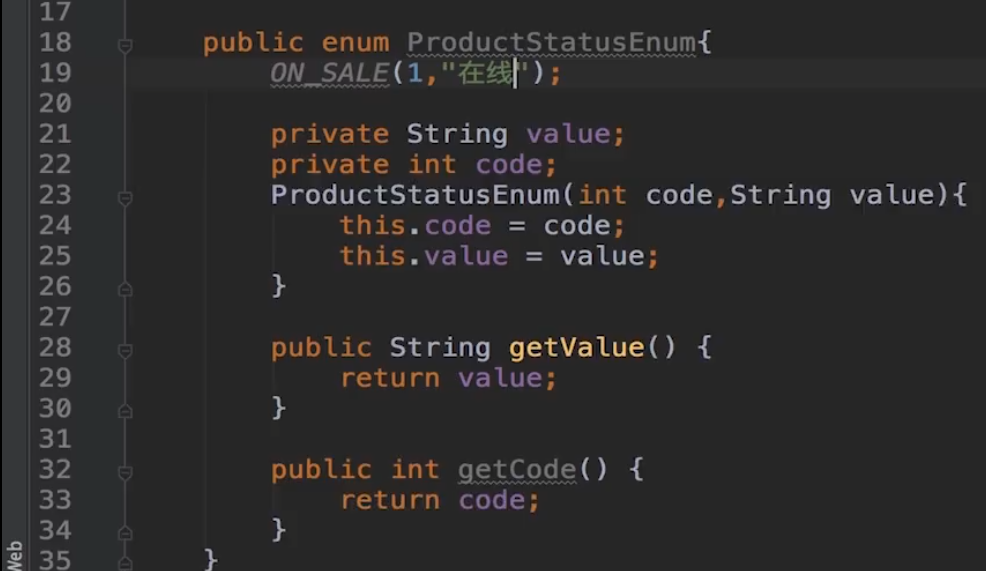 17
18 public enum ProductStatusEnum{
19 ON_SALE(1,"在线");
20
21 private String value;
22 private int code;
23 ProductStatusEnum(int code,String value){
24 this.code = code;
25 this.value = value;
26 }
27
28 public String getValue() {
29 return value;
30 }
31
32 public int getCode() {
33 return code;
34 }
35 }
Web